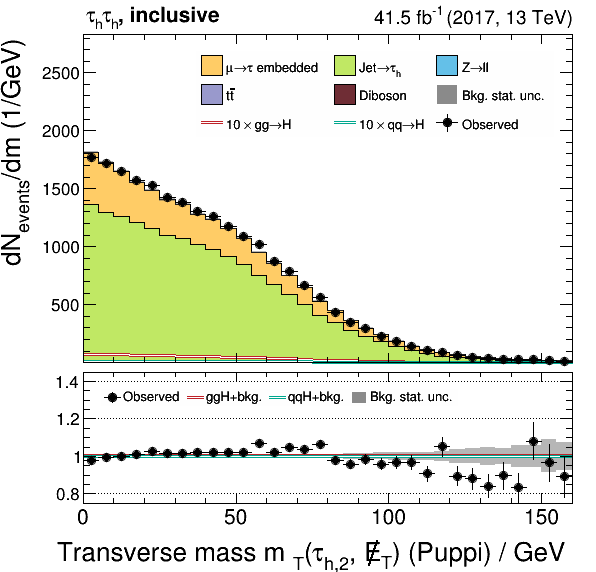 τhτh, inclusive 41.5 fb⁻¹ (2017, 13 TeV)
dNevents/dm (1/GeV)
2500
2000
1500
1000
500
μ→τ embedded Jet→τh Z→ll
tt̄ Diboson Bkg. stat. unc.
10 × gg→H 10 × qq→H Observed
1.4
1.2
1
0.8
Observed ggH+bkg. qqH+bkg. Bkg. stat. unc.
0 50 100 150
Transverse mass m T(τh,2, E̸T) (Puppi) / GeV